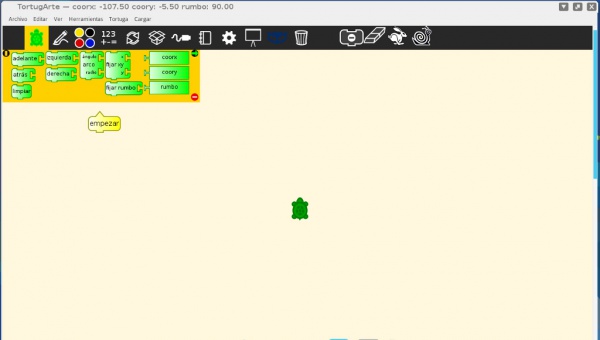 TortugArte — coorx: -107.50 coory: -5.50 rumbo: 90.00
Archivo Editar Ver Herramientas Tortuga Cargar
123
+-=
adelante izquierda ángulo arco radio x fijar xy y coorx
atrás derecha coory
limpiar fijar rumbo rumbo
empezar